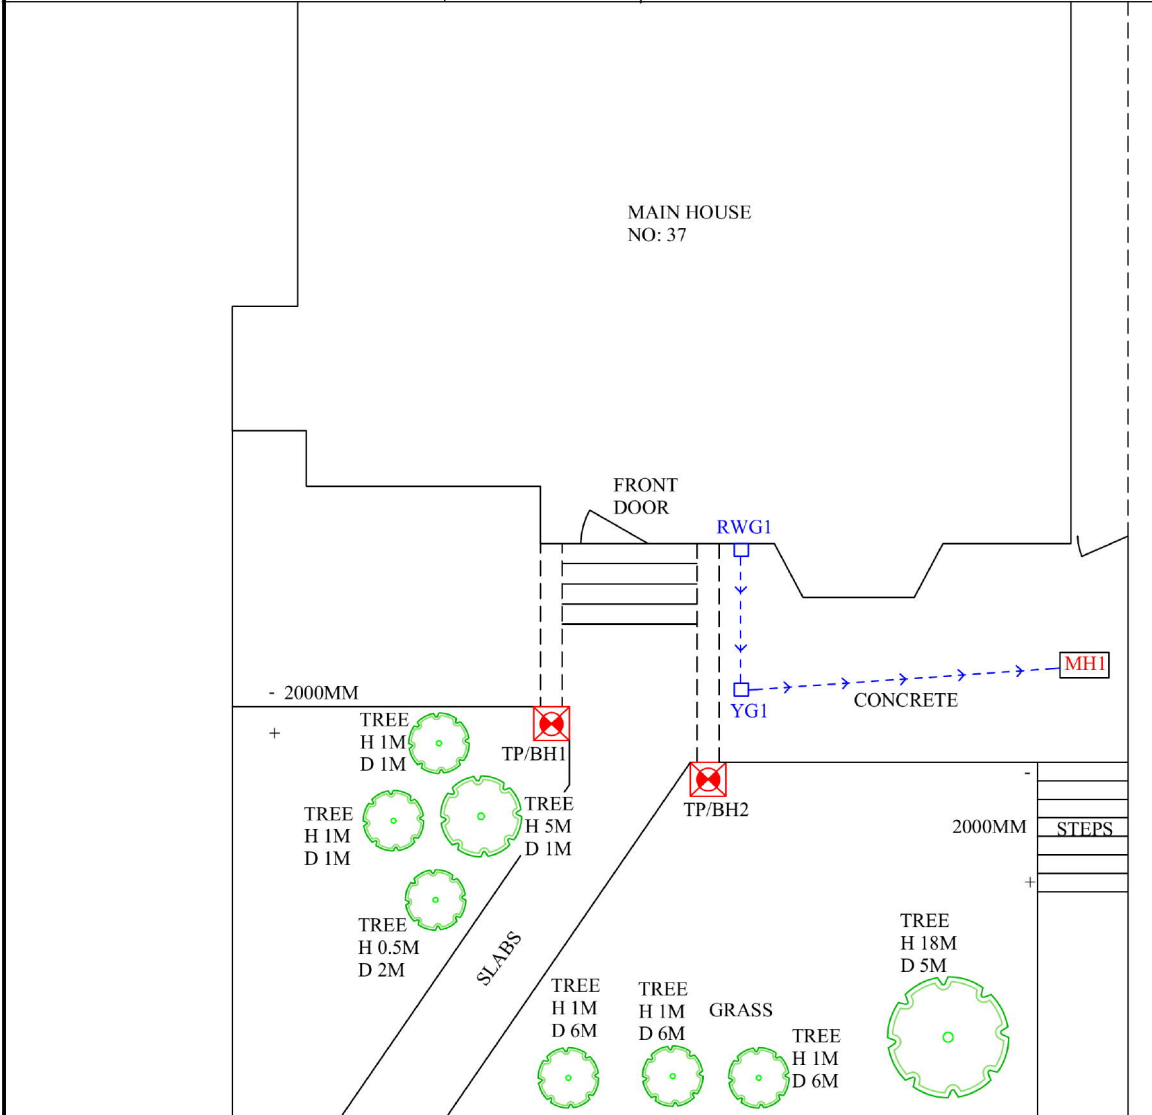 MAIN HOUSE
NO: 37
FRONT
DOOR
RWG1
MH1
YG1
CONCRETE
- 2000MM
+
TREE
H 1M
D 1M
TP/BH1
TREE
H 1M
D 1M
TREE
H 5M
D 1M
TP/BH2
-
2000MM
STEPS
+
TREE
H 0.5M
D 2M
SLABS
TREE
H 18M
D 5M
TREE
H 1M
D 6M
TREE
H 1M
D 6M
GRASS
TREE
H 1M
D 6M